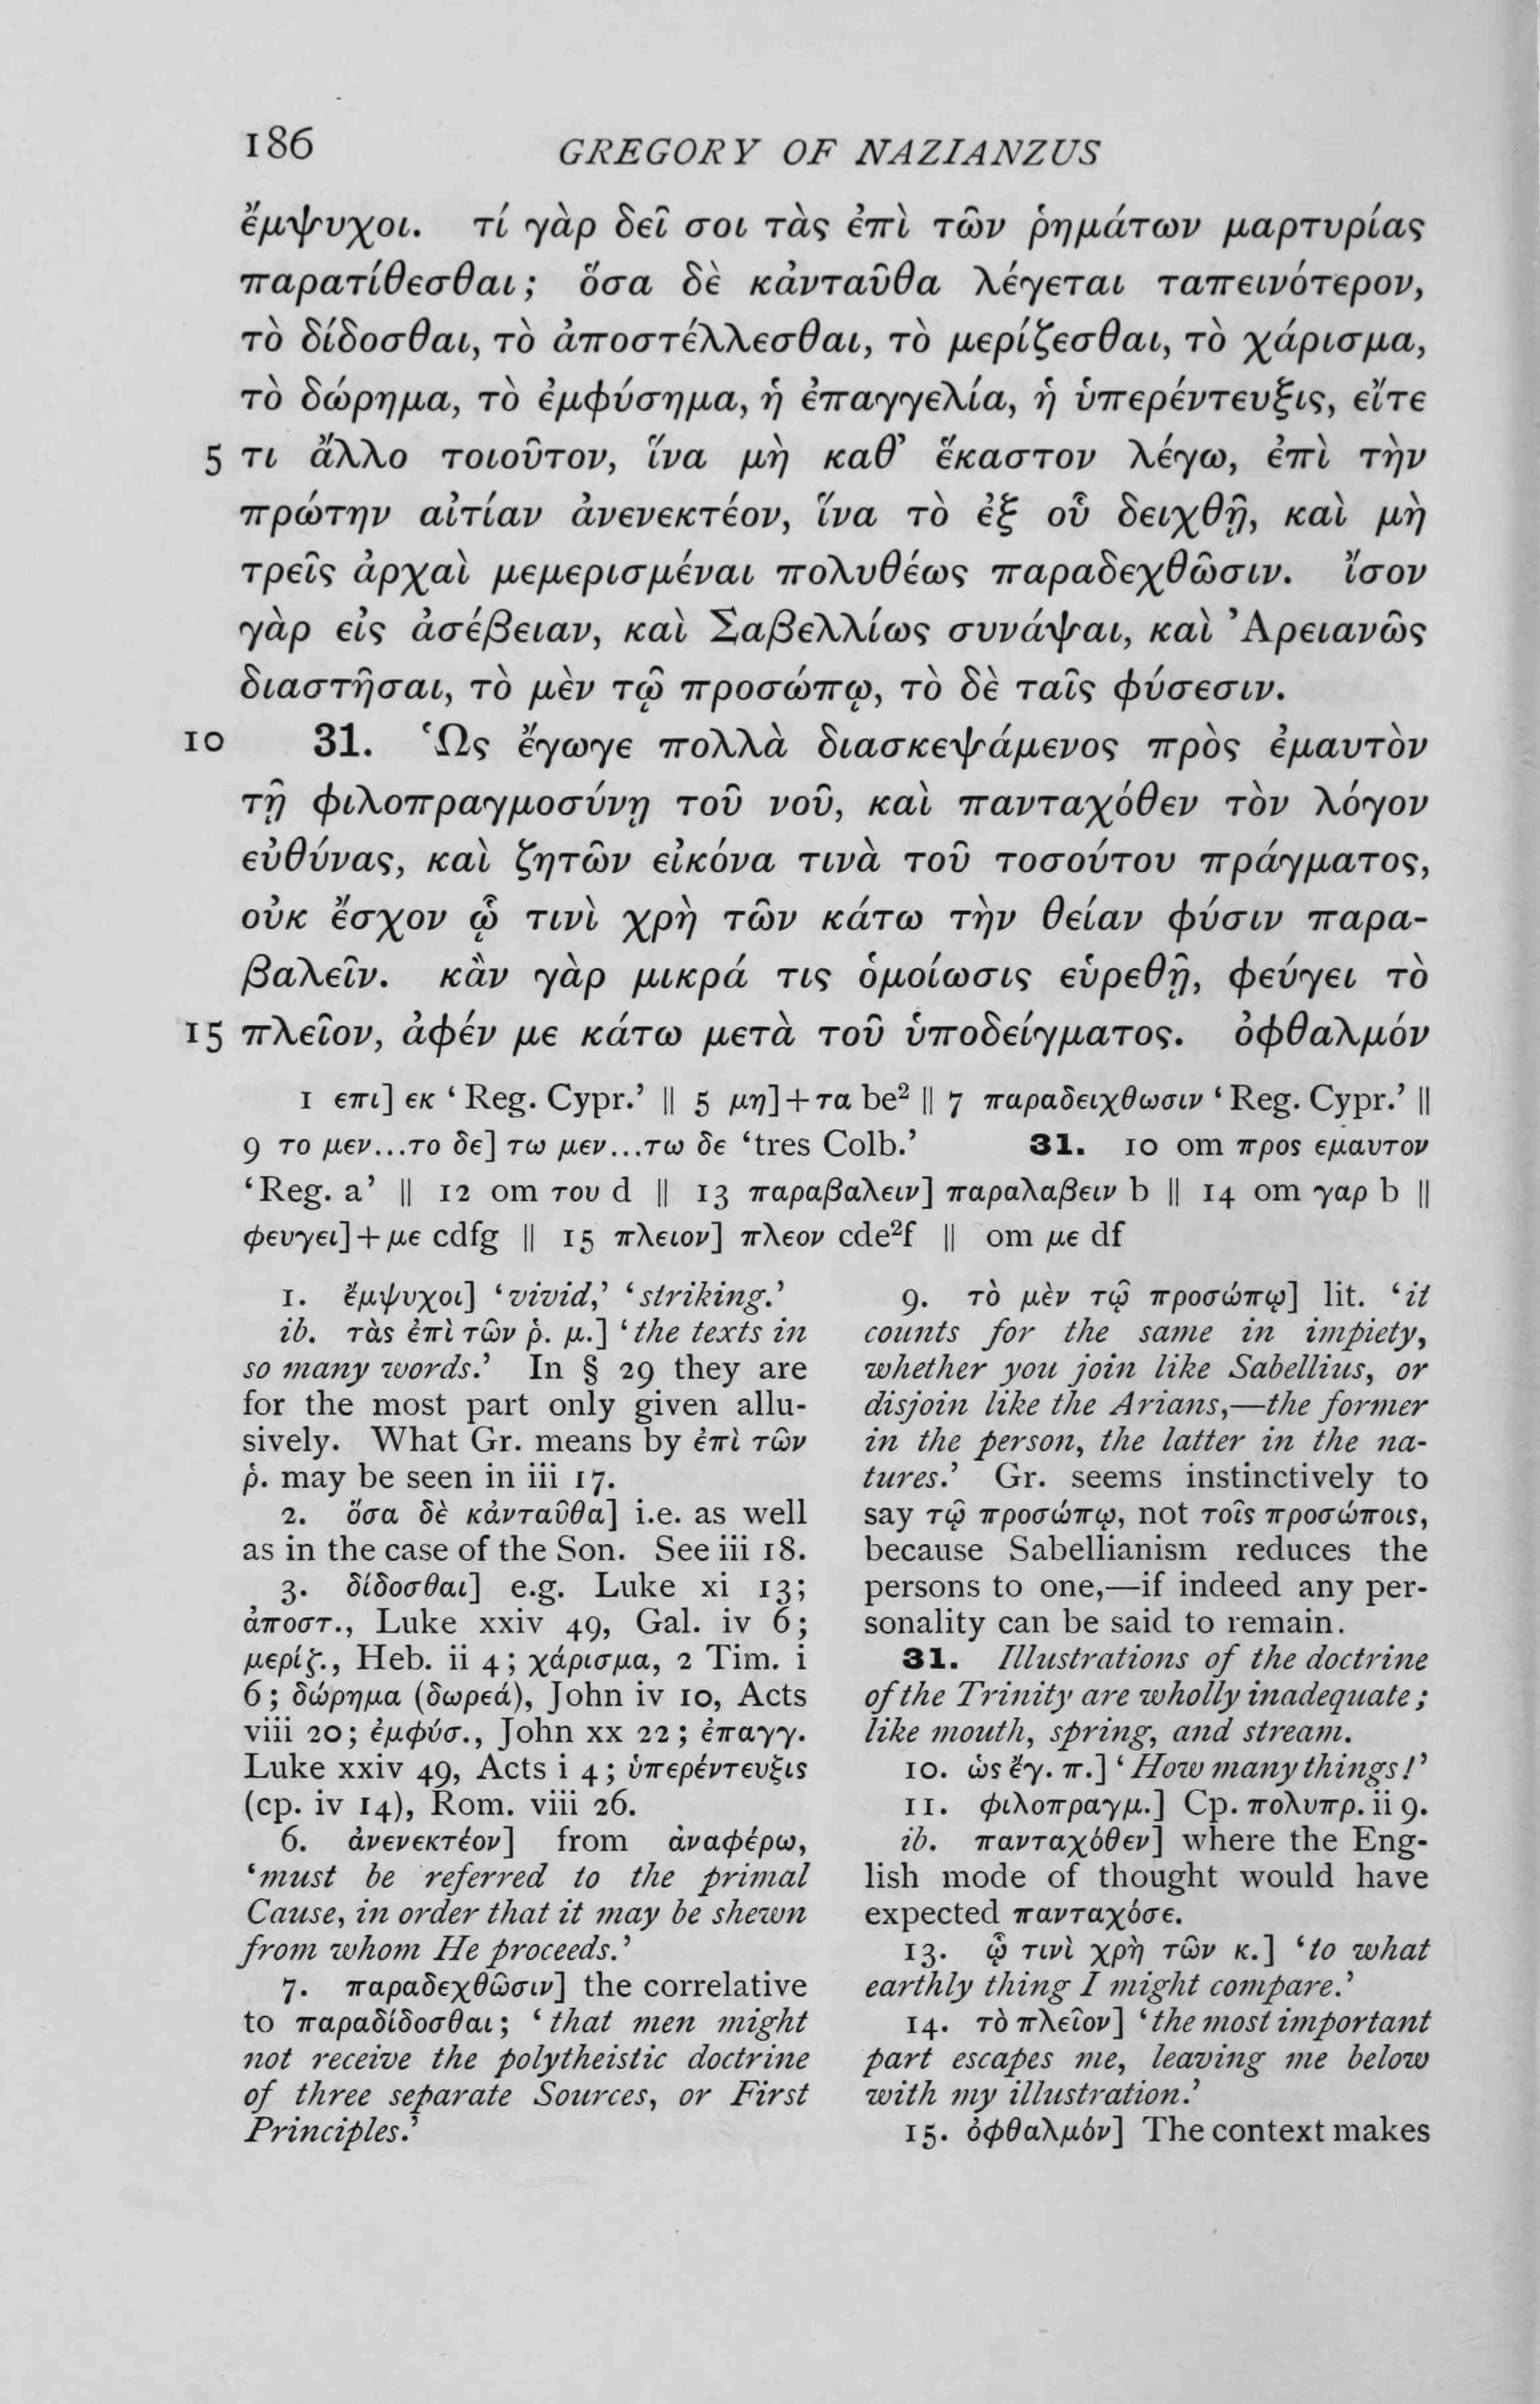 186
GREGORY OF NAZIANZUS
ἔμψυχοι. τί γὰρ δεῖ σοι τὰς ἐπὶ τῶν ῥημάτων μαρτυρίας
παρατίθεσθαι; ὅσα δὲ κἀνταῦθα λέγεται ταπεινότερον,
τὸ δίδοσθαι, τὸ ἀποστέλλεσθαι, τὸ μερίζεσθαι, τὸ χάρισμα,
τὸ δώρημα, τὸ ἐμφύσημα, ἡ ἐπαγγελία, ἡ ὑπερέντευξις, εἴτε
5 τι ἄλλο τοιοῦτον, ἵνα μὴ καθ’ ἕκαστον λέγω, ἐπὶ τὴν
πρώτην αἰτίαν ἀνενεκτέον, ἵνα τὸ ἐξ οὗ δειχθῇ, καὶ μὴ
τρεῖς ἀρχαὶ μεμερισμέναι πολυθέως παραδεχθῶσιν. ἴσον
γὰρ εἰς ἀσέβειαν, καὶ Σαβελλίως συνάψαι, καὶ Ἀρειανῶς
διαστῆσαι, τὸ μὲν τῷ προσώπῳ, τὸ δὲ ταῖς φύσεσιν.
10 31. Ὡς ἔγωγε πολλὰ διασκεψάμενος πρὸς ἐμαυτὸν
τῇ φιλοπραγμοσύνῃ τοῦ νοῦ, καὶ πανταχόθεν τὸν λόγον
εὐθύνας, καὶ ζητῶν εἰκόνα τινὰ τοῦ τοσούτου πράγματος,
οὐκ ἔσχον ᾧ τινὶ χρὴ τῶν κάτω τὴν θείαν φύσιν παρα-
βαλεῖν. κἂν γὰρ μικρά τις ὁμοίωσις εὑρεθῇ, φεύγει τὸ
15 πλεῖον, ἀφέν με κάτω μετὰ τοῦ ὑποδείγματος. ὀφθαλμόν
1 επι] εκ ‘Reg. Cypr.’ || 5 μη]+τα be² || 7 παραδειχθωσιν ‘Reg. Cypr.’ ||
9 το μεν...το δε] τω μεν...τω δε ‘tres Colb.’ 31. 10 om προς εμαυτον
‘Reg. a’ || 12 om του d || 13 παραβαλειν] παραλαβειν b || 14 om γαρ b ||
φευγει]+με cdfg || 15 πλειον] πλεον cde²f || om με df
1. ἔμψυχοι] ‘vivid,’ ‘striking.’
ib. τὰς ἐπὶ τῶν ῥ. μ.] ‘the texts in
so many words.’ In § 29 they are
for the most part only given allu-
sively. What Gr. means by ἐπὶ τῶν
ῥ. may be seen in iii 17.
2. ὅσα δὲ κἀνταῦθα] i.e. as well
as in the case of the Son. See iii 18.
3. δίδοσθαι] e.g. Luke xi 13;
ἀποστ., Luke xxiv 49, Gal. iv 6;
μερίζ., Heb. ii 4; χάρισμα, 2 Tim. i
6; δώρημα (δωρεά), John iv 10, Acts
viii 20; ἐμφύσ., John xx 22; ἐπαγγ.
Luke xxiv 49, Acts i 4; ὑπερέντευξις
(cp. iv 14), Rom. viii 26.
6. ἀνενεκτέον] from ἀναφέρω,
‘must be referred to the primal
Cause, in order that it may be shewn
from whom He proceeds.’
7. παραδεχθῶσιν] the correlative
to παραδίδοσθαι; ‘that men might
not receive the polytheistic doctrine
of three separate Sources, or First
Principles.’
9. τὸ μὲν τῷ προσώπῳ] lit. ‘it
counts for the same in impiety,
whether you join like Sabellius, or
disjoin like the Arians,—the former
in the person, the latter in the na-
tures.’ Gr. seems instinctively to
say τῷ προσώπῳ, not τοῖς προσώποις,
because Sabellianism reduces the
persons to one,—if indeed any per-
sonality can be said to remain.
31. Illustrations of the doctrine
of the Trinity are wholly inadequate;
like mouth, spring, and stream.
10. ὡς ἔγ. π.] ‘How many things!’
11. φιλοπραγμ.] Cp. πολυπρ. ii 9.
ib. πανταχόθεν] where the Eng-
lish mode of thought would have
expected πανταχόσε.
13. ᾧ τινὶ χρὴ τῶν κ.] ‘to what
earthly thing I might compare.’
14. τὸ πλεῖον] ‘the most important
part escapes me, leaving me below
with my illustration.’
15. ὀφθαλμόν] The context makes